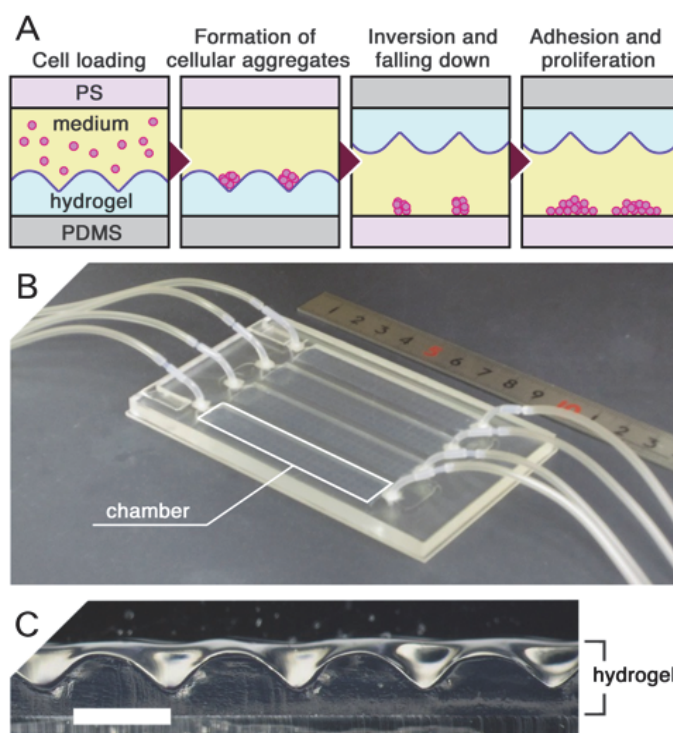 A
Cell loading
Formation of
cellular aggregates
Inversion and
falling down
Adhesion and
proliferation
PS
medium
hydrogel
PDMS
B
1 2 3 4 5 6 7 8 9 10 1 2 3
chamber
C
hydrogel